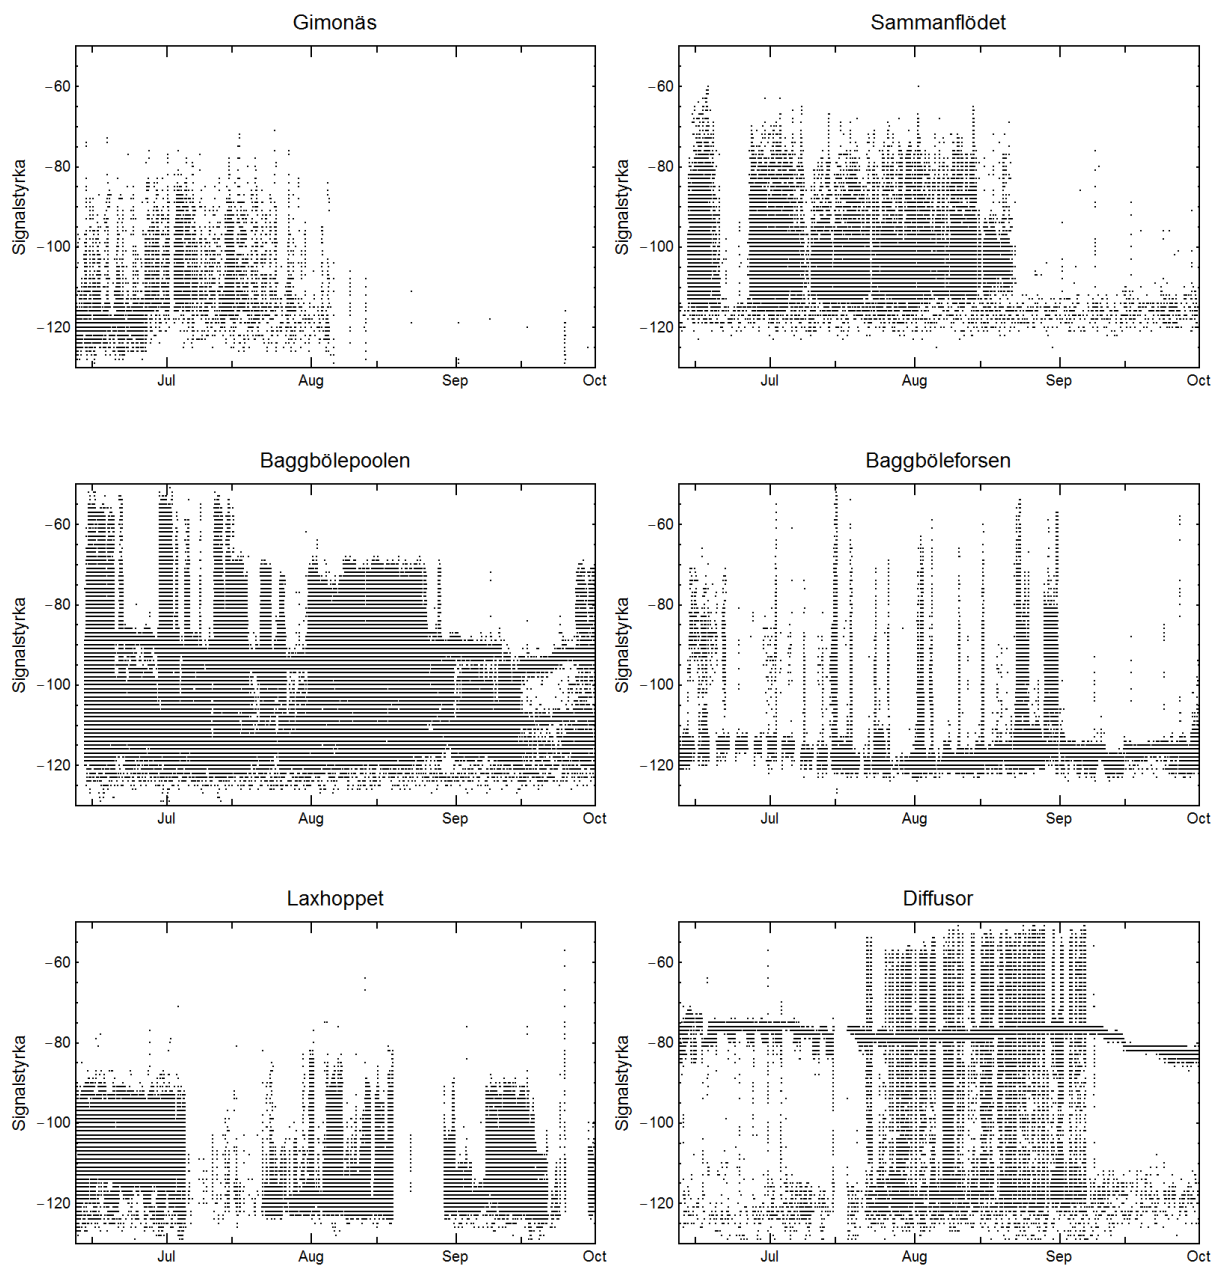 Gimonäs
Sammanflödet
Signalstyrka
−60
−80
−100
−120
Jul
Aug
Sep
Oct
Signalstyrka
−60
−80
−100
−120
Jul
Aug
Sep
Oct
Baggbölepoolen
Baggböleforsen
Signalstyrka
−60
−80
−100
−120
Jul
Aug
Sep
Oct
Signalstyrka
−60
−80
−100
−120
Jul
Aug
Sep
Oct
Laxhoppet
Diffusor
Signalstyrka
−60
−80
−100
−120
Jul
Aug
Sep
Oct
Signalstyrka
−60
−80
−100
−120
Jul
Aug
Sep
Oct